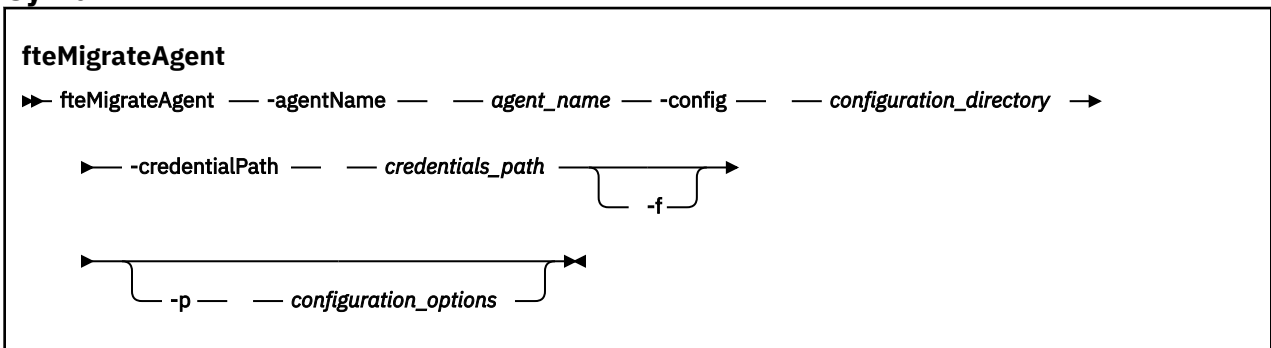 fteMigrateAgent
fteMigrateAgent -agentName agent_name -config configuration_directory
-credentialPath credentials_path
-f
-p configuration_options